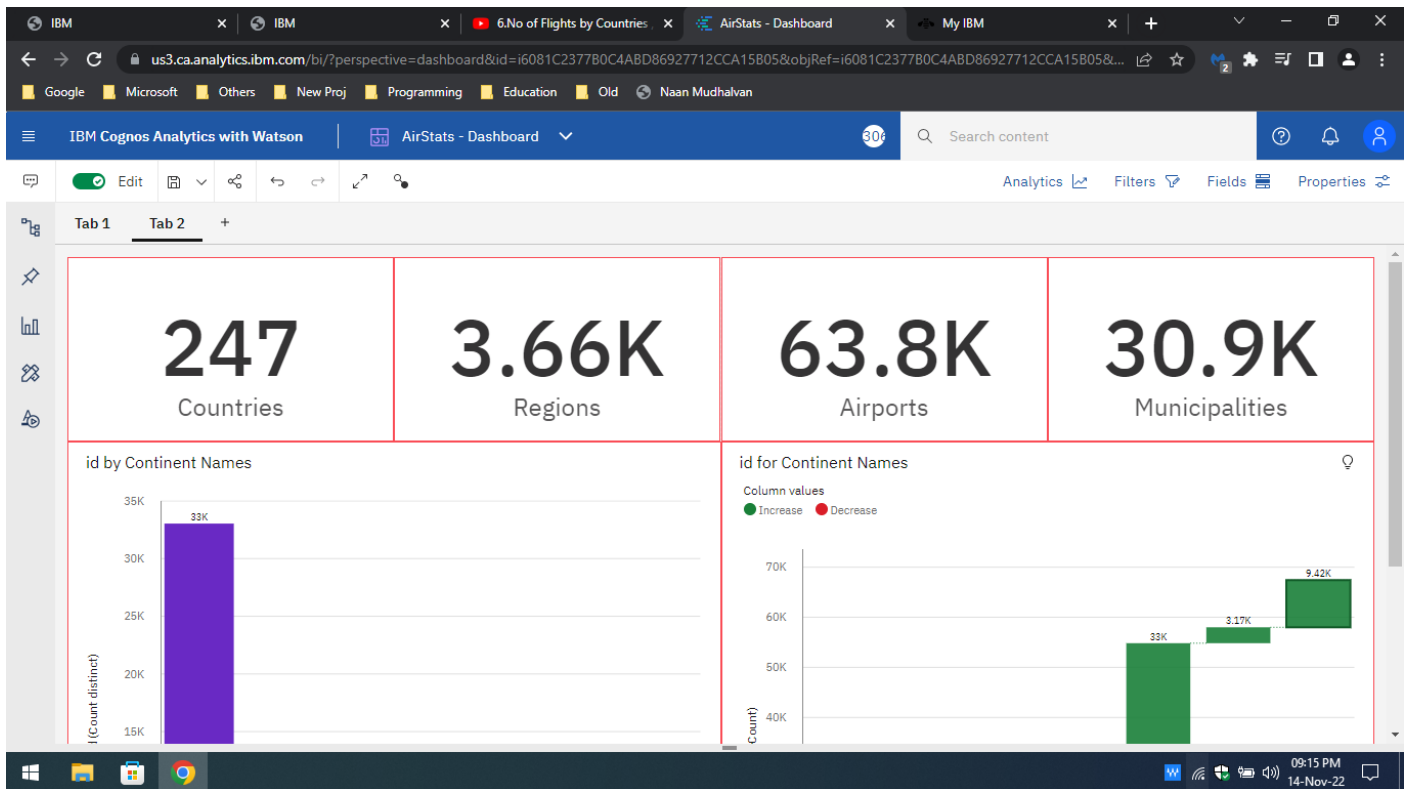 IBM
IBM
6.No of Flights by Countries
AirStats - Dashboard
My IBM
us3.ca.analytics.ibm.com/bi/?perspective=dashboard&id=i6081C2377B0C4ABD86927712CCA15B05&objRef=i6081C2377B0C4ABD86927712CCA15B05&...
2
Google
Microsoft
Others
New Proj
Programming
Education
Old
Naan Mudhalvan
IBM Cognos Analytics with Watson
AirStats - Dashboard
306
Search content
Edit
Analytics
Filters
Fields
Properties
Tab 1
Tab 2
247
3.66K
63.8K
30.9K
Countries
Regions
Airports
Municipalities
id by Continent Names
35K
33K
30K
25K
20K
15K
(Count distinct)
id for Continent Names
Column values
Increase
Decrease
70K
60K
50K
40K
33K
3.17K
9.42K
Count)
09:15 PM
14-Nov-22